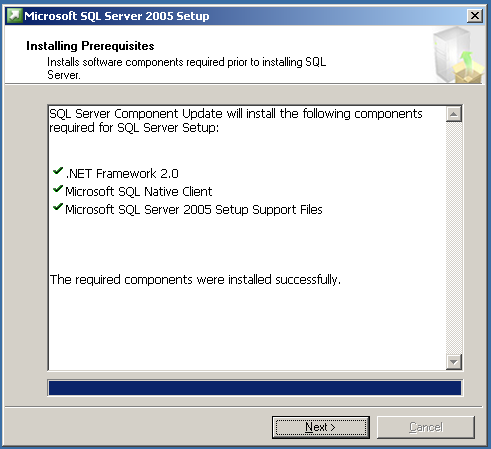 Microsoft SQL Server 2005 Setup
Installing Prerequisites
Installs software components required prior to installing SQL
Server.
SQL Server Component Update will install the following components
required for SQL Server Setup:
.NET Framework 2.0
Microsoft SQL Native Client
Microsoft SQL Server 2005 Setup Support Files
The required components were installed successfully.
Next >
Cancel